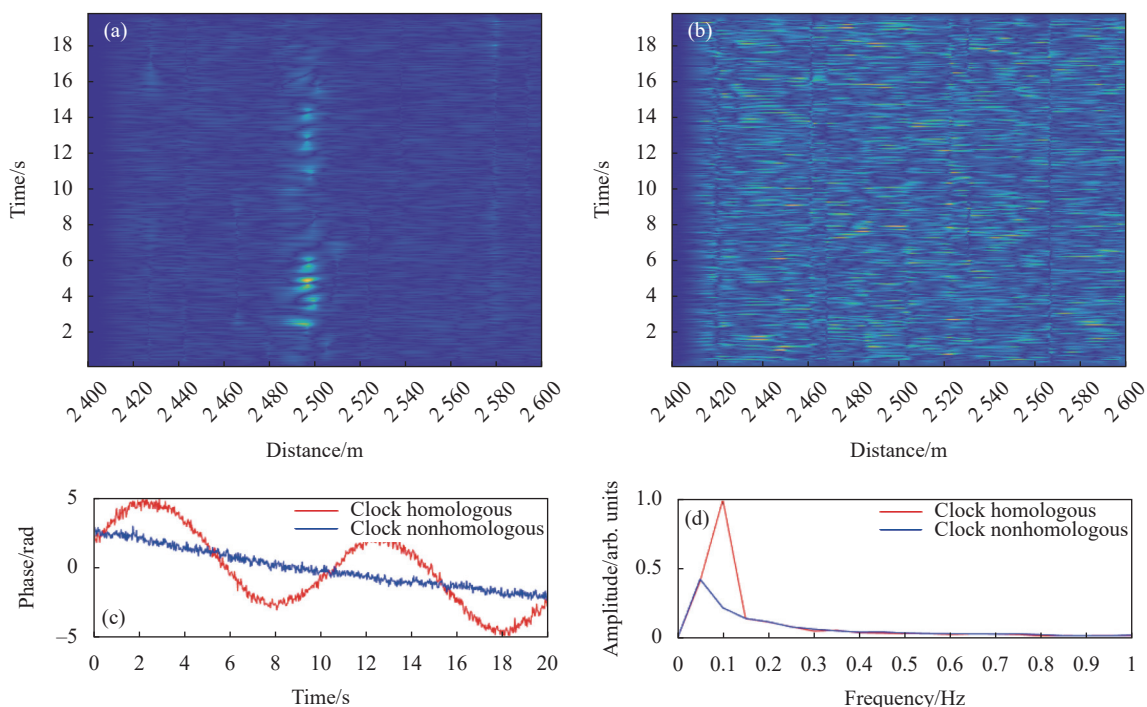 (a)
18
16
14
12
10
8
6
4
2
Time/s
2 400
2 420
2 440
2 460
2 480
2 500
2 520
2 540
2 560
2 580
2 600
Distance/m
(b)
18
16
14
12
10
8
6
4
2
Time/s
2 400
2 420
2 440
2 460
2 480
2 500
2 520
2 540
2 560
2 580
2 600
Distance/m
5
0
−5
Phase/rad
Clock homologous
Clock nonhomologous
(c)
0 2 4 6 8 10 12 14 16 18 20
Time/s
1.0
0.5
0
Amplitude/arb. units
(d)
Clock homologous
Clock nonhomologous
0 0.1 0.2 0.3 0.4 0.5 0.6 0.7 0.8 0.9 1
Frequency/Hz